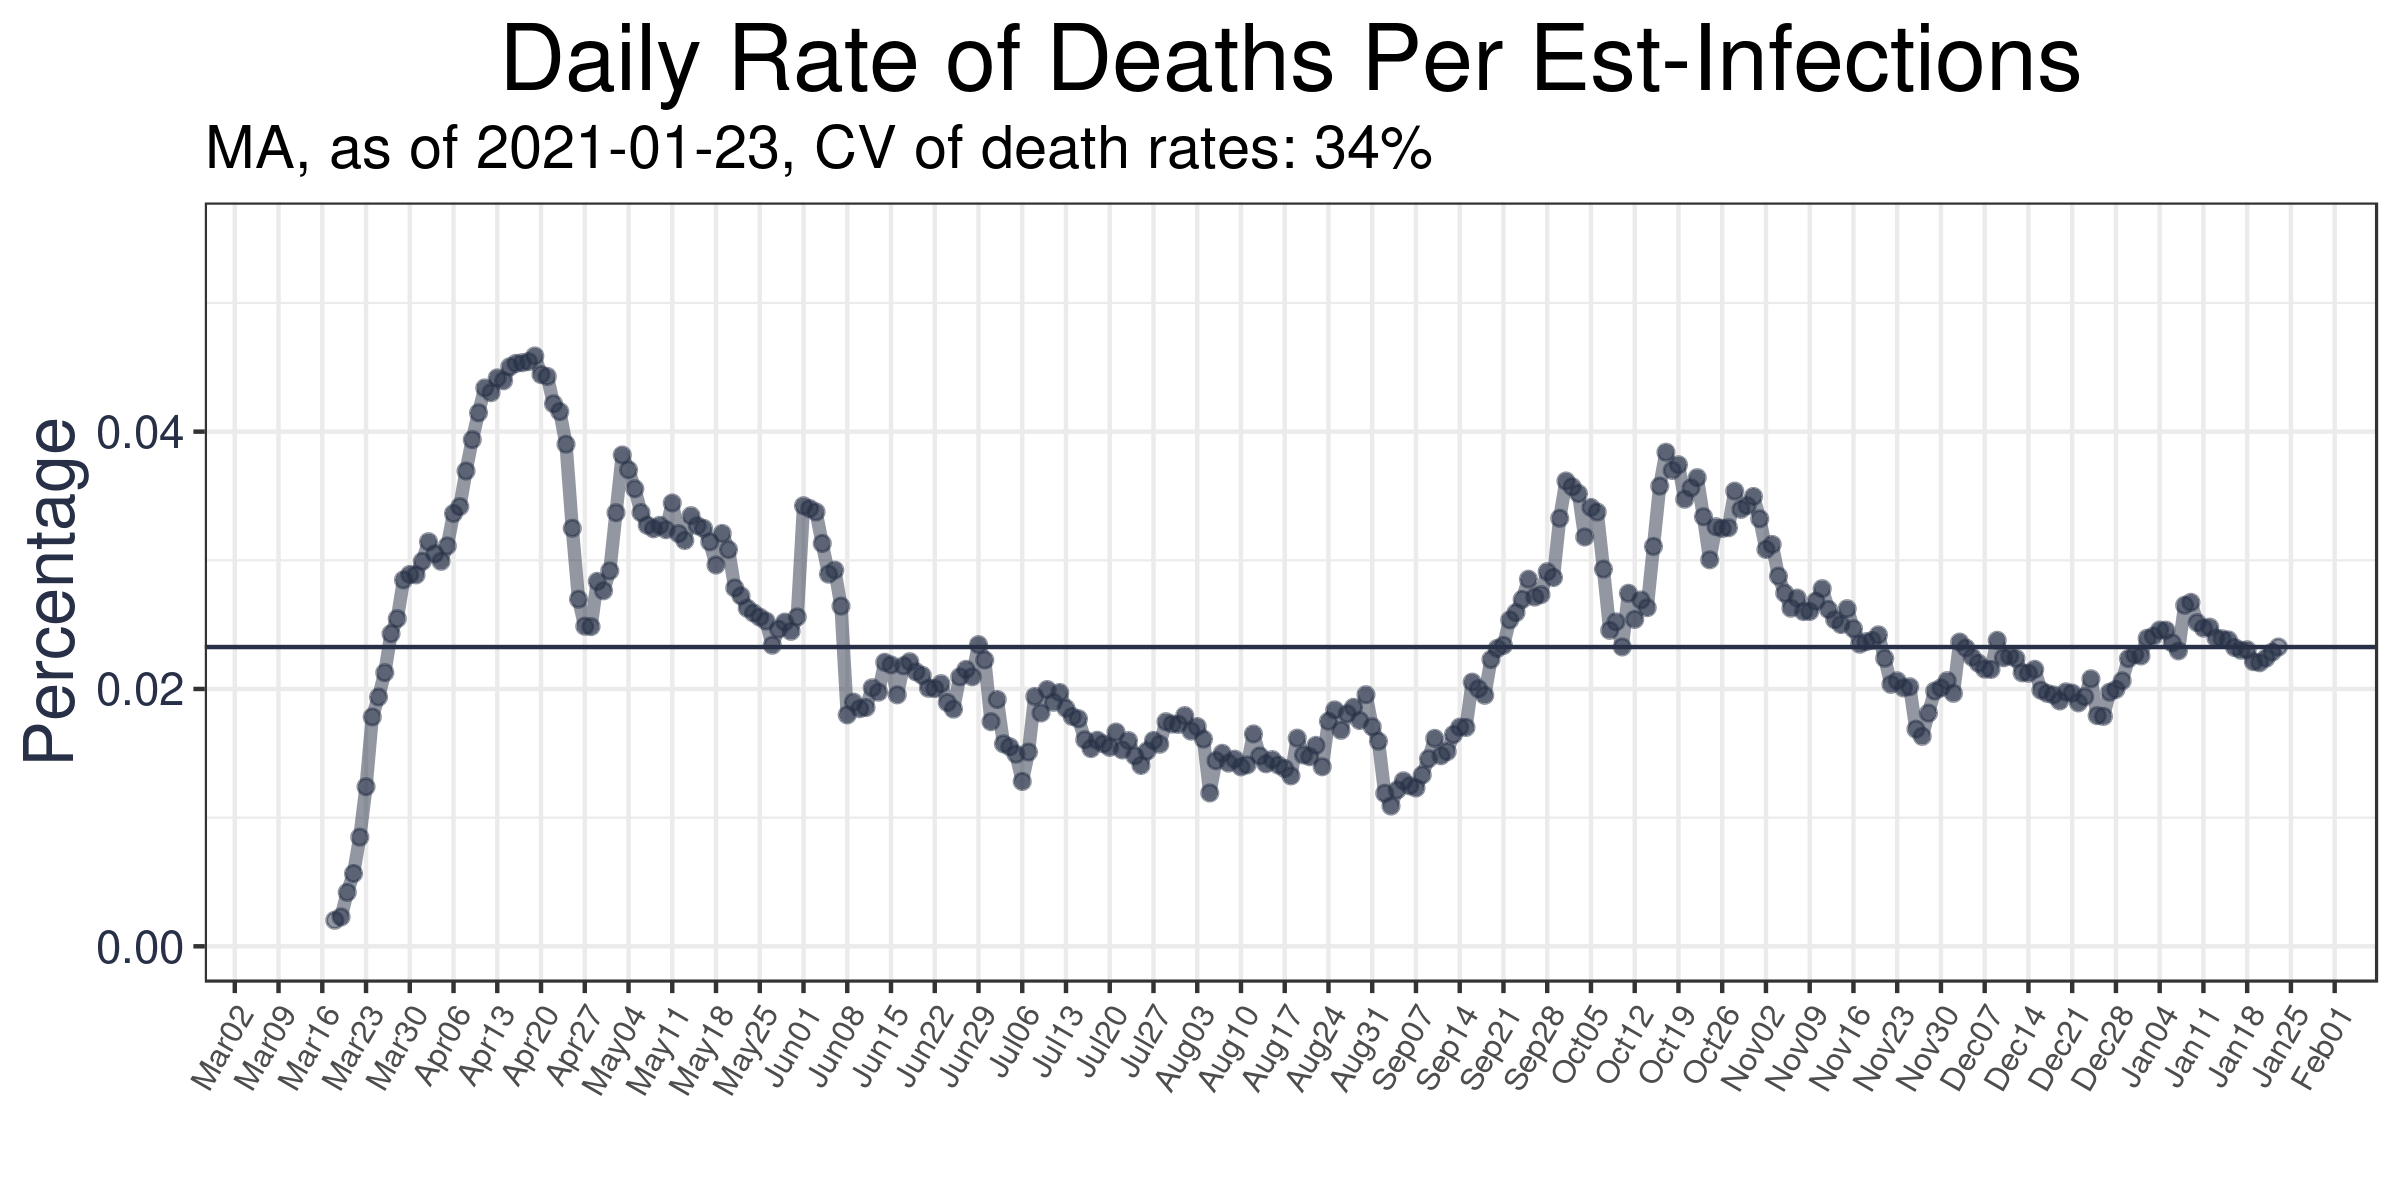 Daily Rate of Deaths Per Est-Infections
MA, as of 2021-01-23, CV of death rates: 34%
Percentage
0.04
0.02
0.00
Mar02 Mar09 Mar16 Mar23 Mar30 Apr06 Apr13 Apr20 Apr27 May04 May11 May18 May25 Jun01 Jun08 Jun15 Jun22 Jun29 Jul06 Jul13 Jul20 Jul27 Aug03 Aug10 Aug17 Aug24 Aug31 Sep07 Sep14 Sep21 Sep28 Oct05 Oct12 Oct19 Oct26 Nov02 Nov09 Nov16 Nov23 Nov30 Dec07 Dec14 Dec21 Dec28 Jan04 Jan11 Jan18 Jan25 Feb01